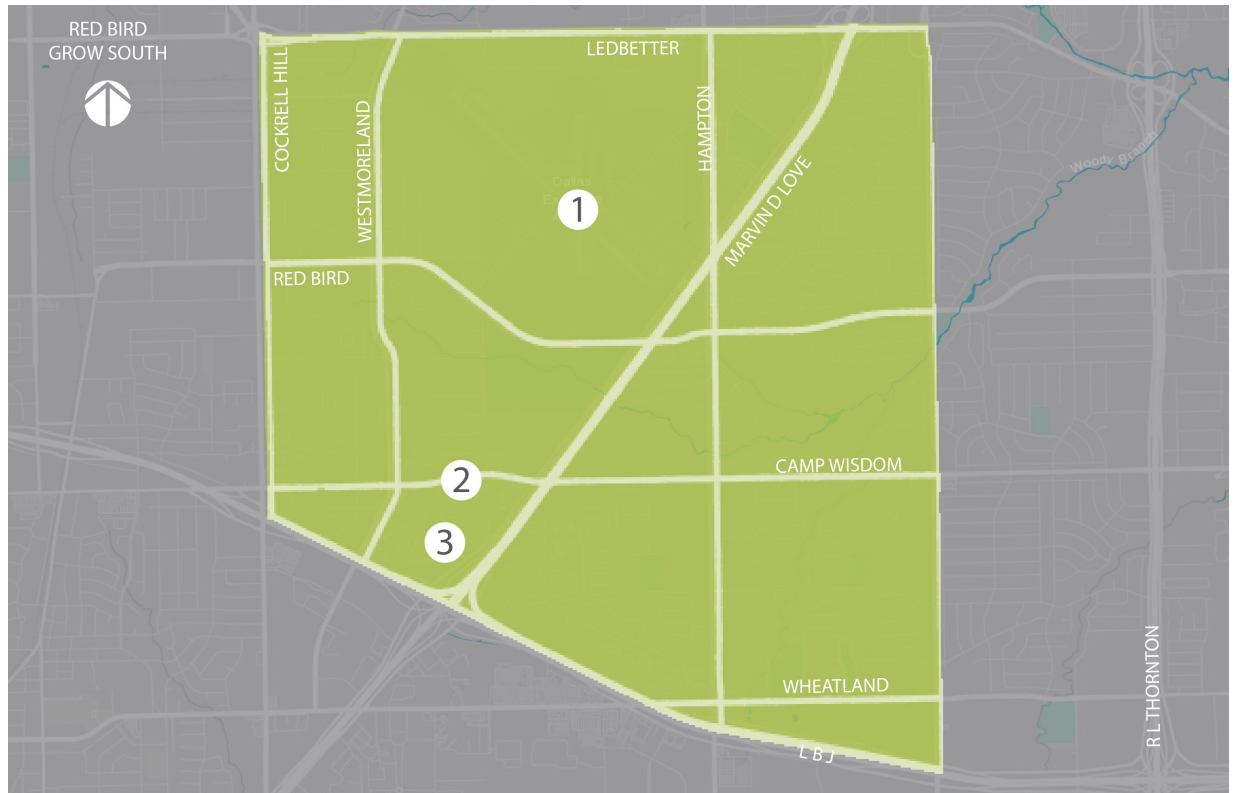 RED BIRD
GROW SOUTH
LEDBETTER
COCKRELL HILL
WESTMORELAND
HAMPTON
MARVIN D LOVE
Woody Branch
1
RED BIRD
2
CAMP WISDOM
3
WHEATLAND
L B J
R L THORNTON